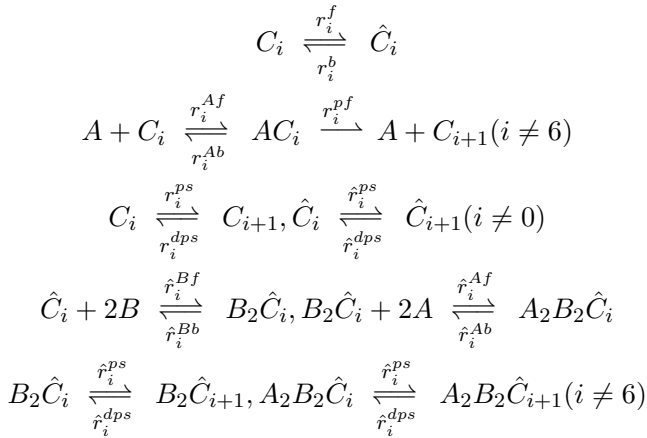 C_i ⇌ Ĉ_i (r_i^f / r_i^b)
A + C_i ⇌ AC_i (r_i^{Af} / r_i^{Ab}) ⇀ A + C_{i+1} (r_i^{pf}) (i ≠ 6)
C_i ⇌ C_{i+1} (r_i^{ps} / r_i^{dps}), Ĉ_i ⇌ Ĉ_{i+1} (r̂_i^{ps} / r̂_i^{dps}) (i ≠ 0)
Ĉ_i + 2B ⇌ B_2Ĉ_i (r̂_i^{Bf} / r̂_i^{Bb}), B_2Ĉ_i + 2A ⇌ A_2B_2Ĉ_i (r̂_i^{Af} / r̂_i^{Ab})
B_2Ĉ_i ⇌ B_2Ĉ_{i+1} (r̂_i^{ps} / r̂_i^{dps}), A_2B_2Ĉ_i ⇌ A_2B_2Ĉ_{i+1} (r̂_i^{ps} / r̂_i^{dps}) (i ≠ 6)